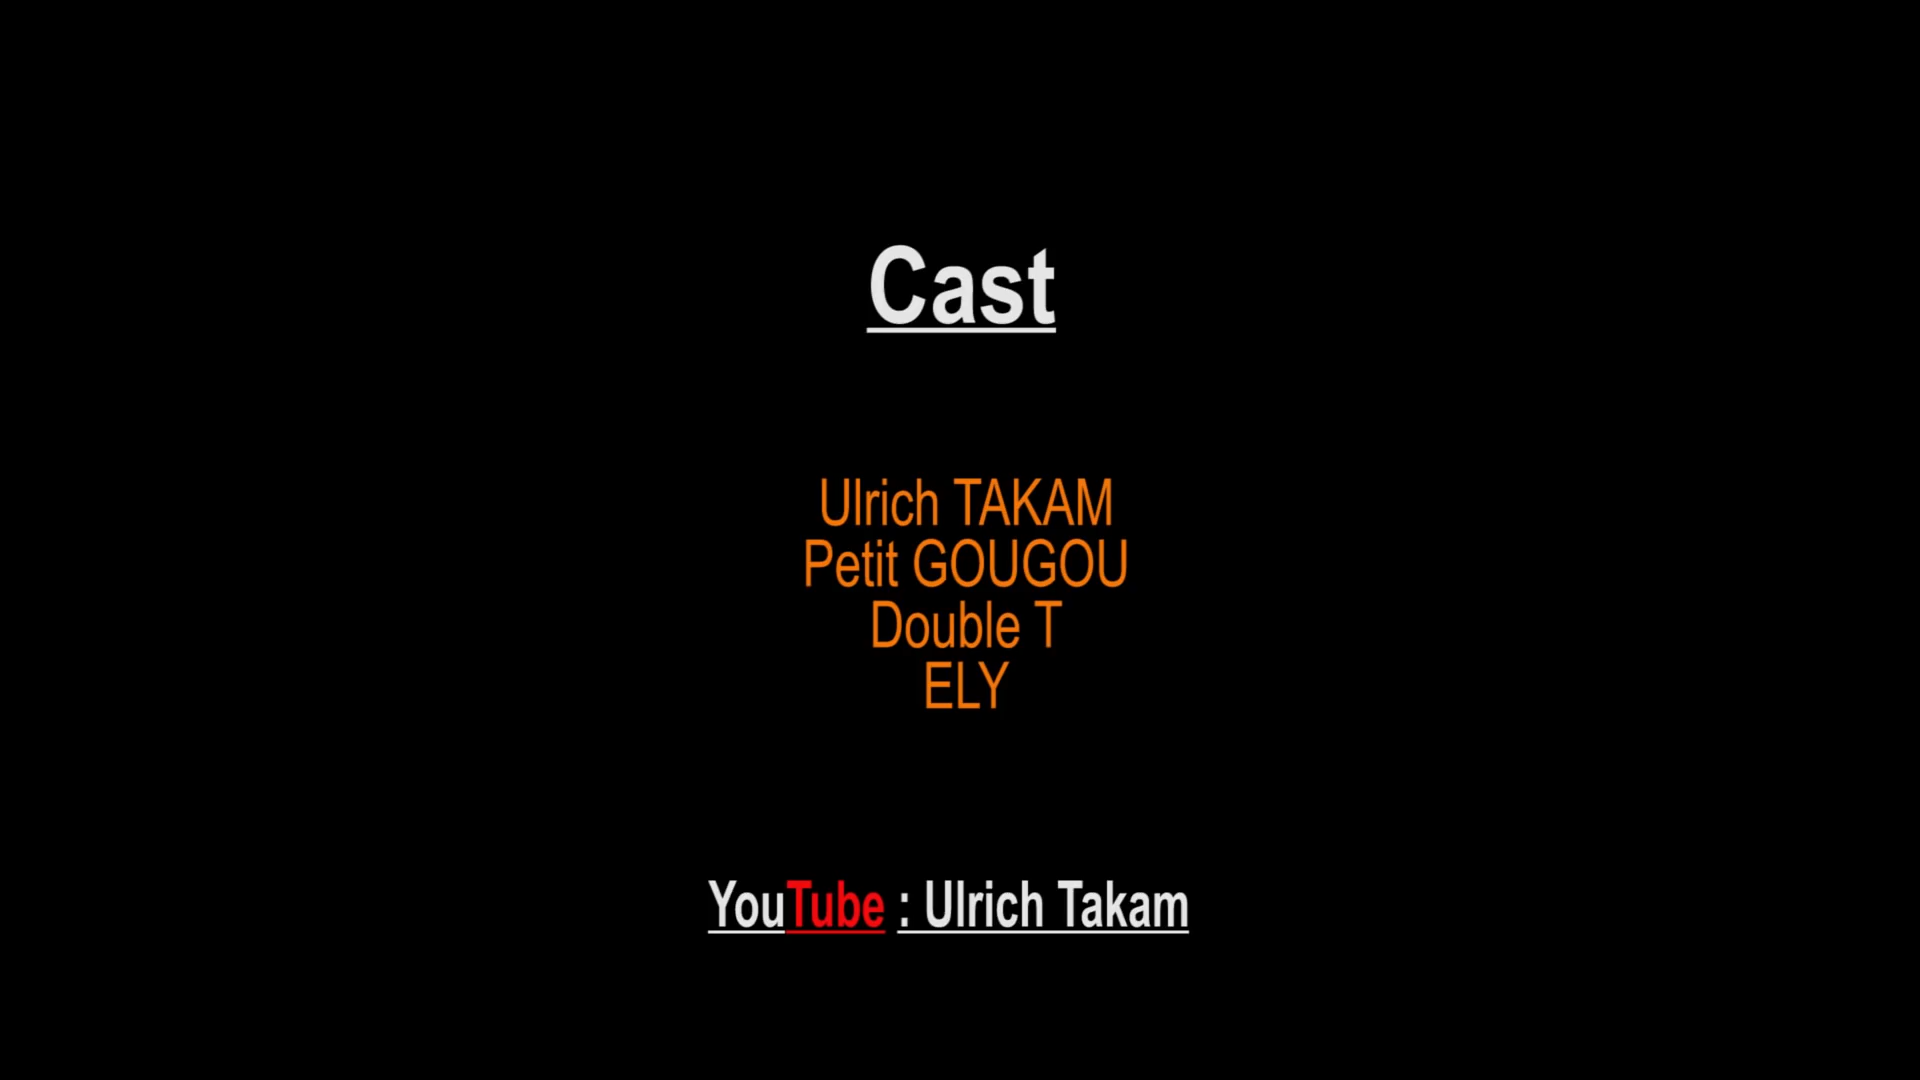 Cast
Ulrich TAKAM
Petit GOUGOU
Double T
ELY
YouTube : Ulrich Takam